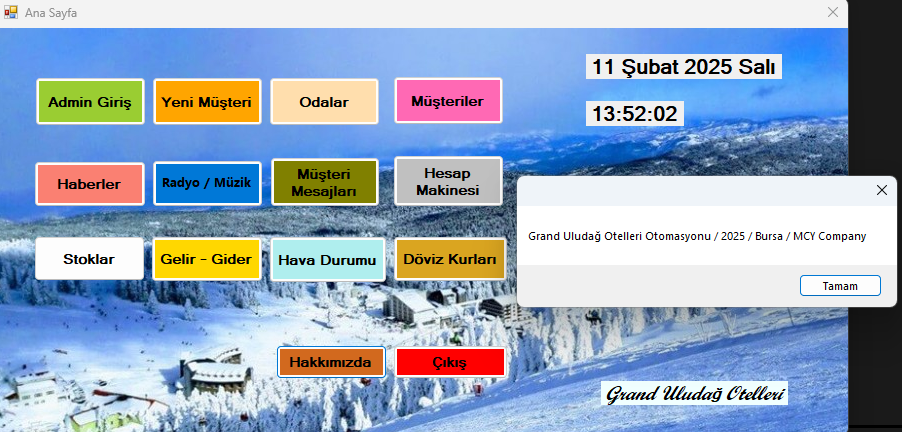 Ana Sayfa
11 Şubat 2025 Salı
13:52:02
Admin Giriş
Yeni Müşteri
Odalar
Müşteriler
Haberler
Radyo / Müzik
Müşteri
Mesajları
Hesap
Makinesi
Stoklar
Gelir - Gider
Hava Durumu
Döviz Kurları
Hakkımızda
Çıkış
Grand Uludağ Otelleri
Grand Uludağ Otelleri Otomasyonu / 2025 / Bursa / MCY Company
Tamam